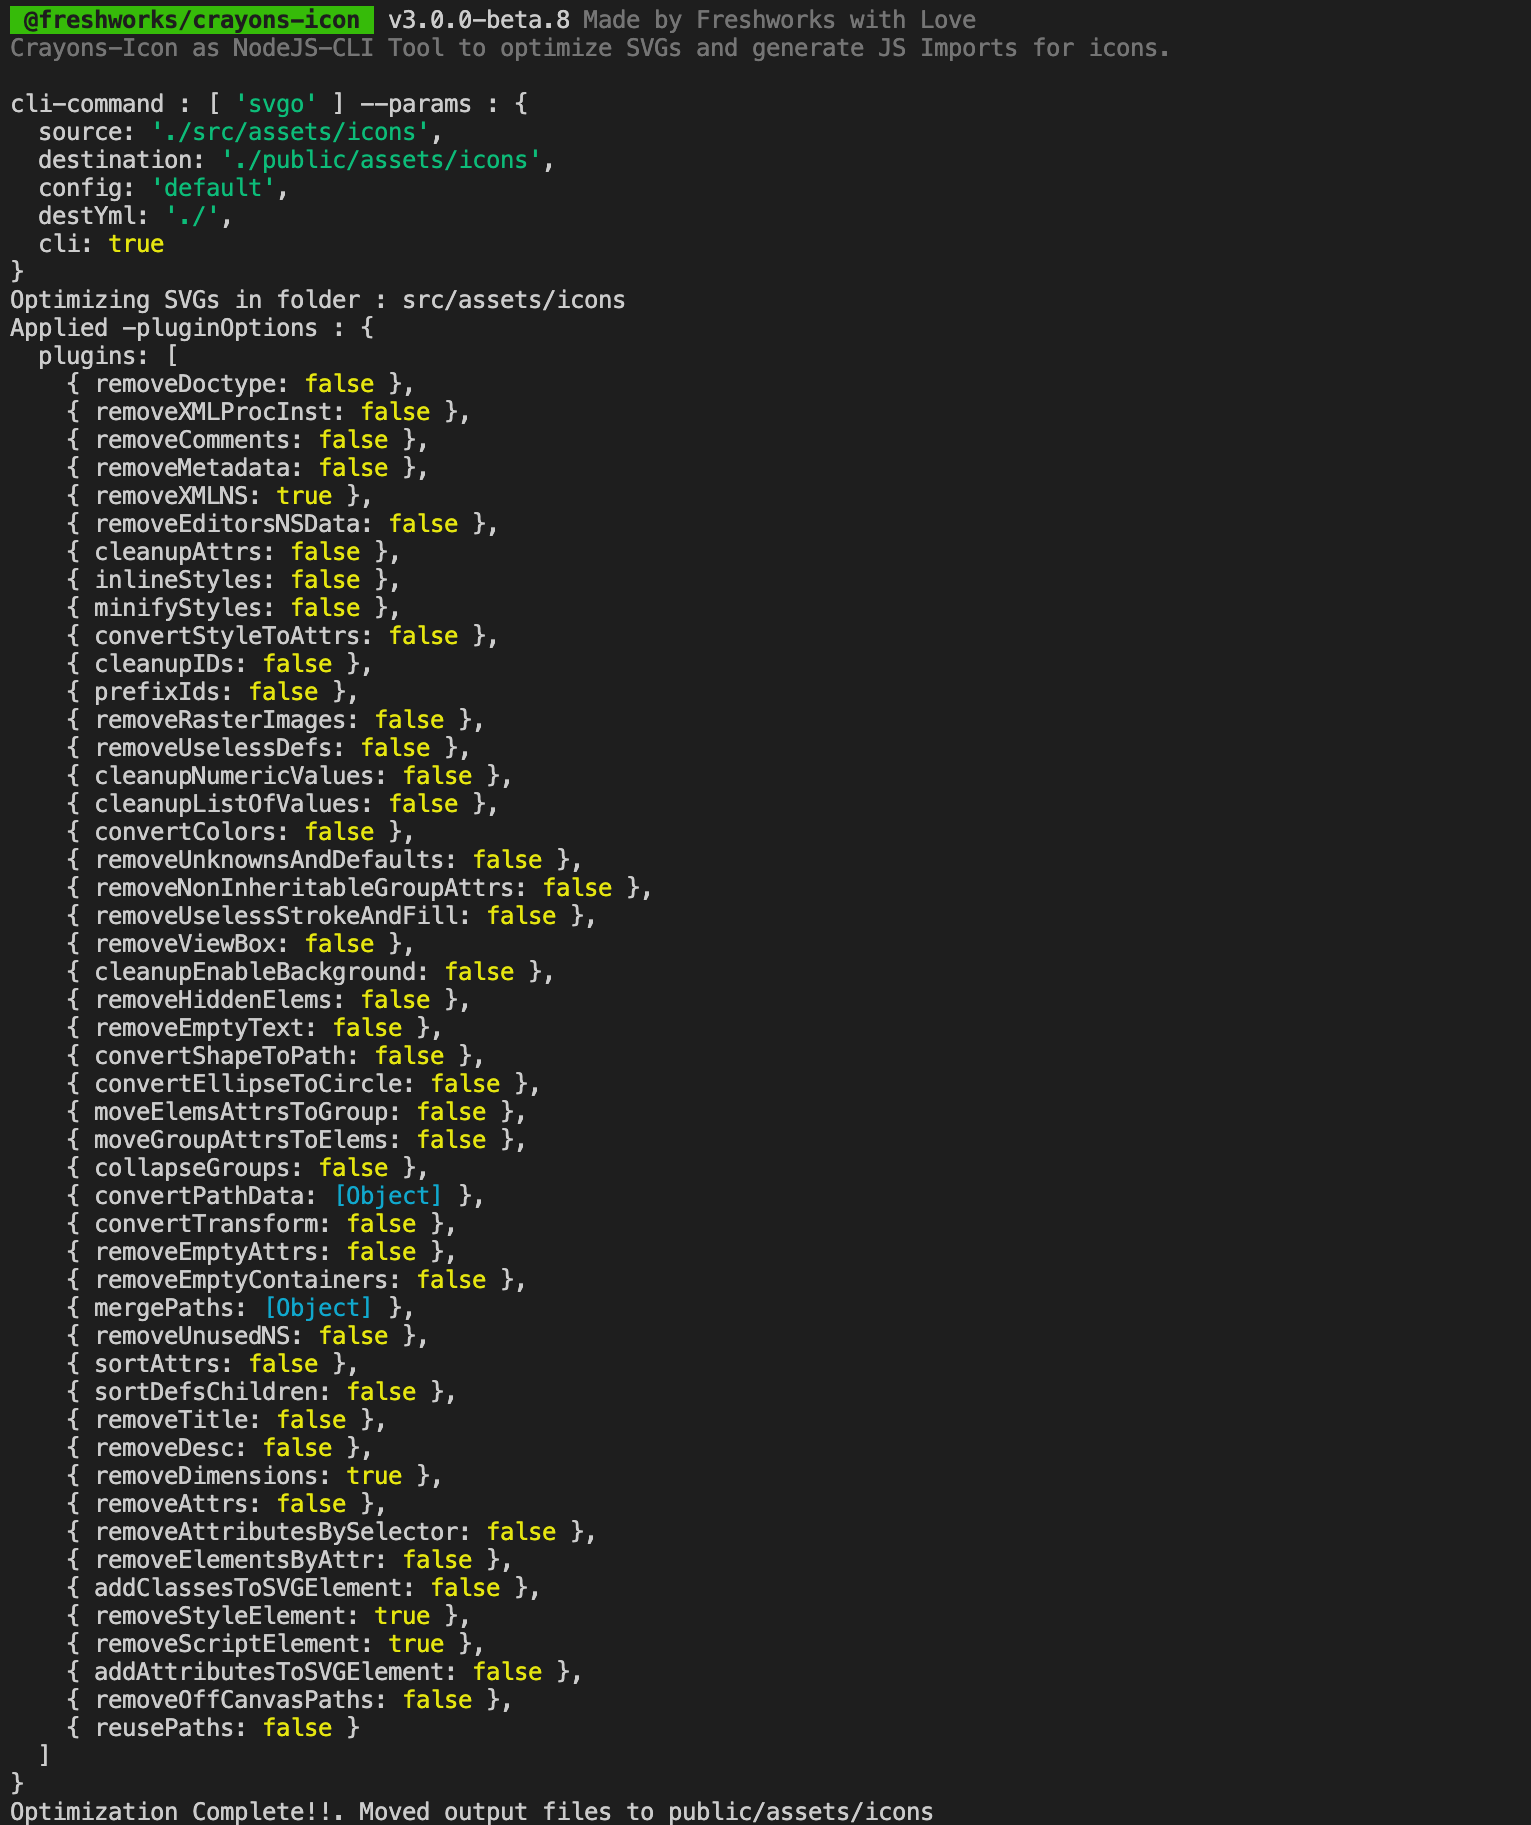 @freshworks/crayons-icon v3.0.0-beta.8 Made by Freshworks with Love
Crayons-Icon as NodeJS-CLI Tool to optimize SVGs and generate JS Imports for icons.
cli-command : [ 'svgo' ] --params : {
  source: './src/assets/icons',
  destination: './public/assets/icons',
  config: 'default',
  destYml: './',
  cli: true
}
Optimizing SVGs in folder : src/assets/icons
Applied -pluginOptions : {
  plugins: [
    { removeDoctype: false },
    { removeXMLProcInst: false },
    { removeComments: false },
    { removeMetadata: false },
    { removeXMLNS: true },
    { removeEditorsNSData: false },
    { cleanupAttrs: false },
    { inlineStyles: false },
    { minifyStyles: false },
    { convertStyleToAttrs: false },
    { cleanupIDs: false },
    { prefixIds: false },
    { removeRasterImages: false },
    { removeUselessDefs: false },
    { cleanupNumericValues: false },
    { cleanupListOfValues: false },
    { convertColors: false },
    { removeUnknownsAndDefaults: false },
    { removeNonInheritableGroupAttrs: false },
    { removeUselessStrokeAndFill: false },
    { removeViewBox: false },
    { cleanupEnableBackground: false },
    { removeHiddenElems: false },
    { removeEmptyText: false },
    { convertShapeToPath: false },
    { convertEllipseToCircle: false },
    { moveElemsAttrsToGroup: false },
    { moveGroupAttrsToElems: false },
    { collapseGroups: false },
    { convertPathData: [Object] },
    { convertTransform: false },
    { removeEmptyAttrs: false },
    { removeEmptyContainers: false },
    { mergePaths: [Object] },
    { removeUnusedNS: false },
    { sortAttrs: false },
    { sortDefsChildren: false },
    { removeTitle: false },
    { removeDesc: false },
    { removeDimensions: true },
    { removeAttrs: false },
    { removeAttributesBySelector: false },
    { removeElementsByAttr: false },
    { addClassesToSVGElement: false },
    { removeStyleElement: true },
    { removeScriptElement: true },
    { addAttributesToSVGElement: false },
    { removeOffCanvasPaths: false },
    { reusePaths: false }
  ]
}
Optimization Complete!!. Moved output files to public/assets/icons